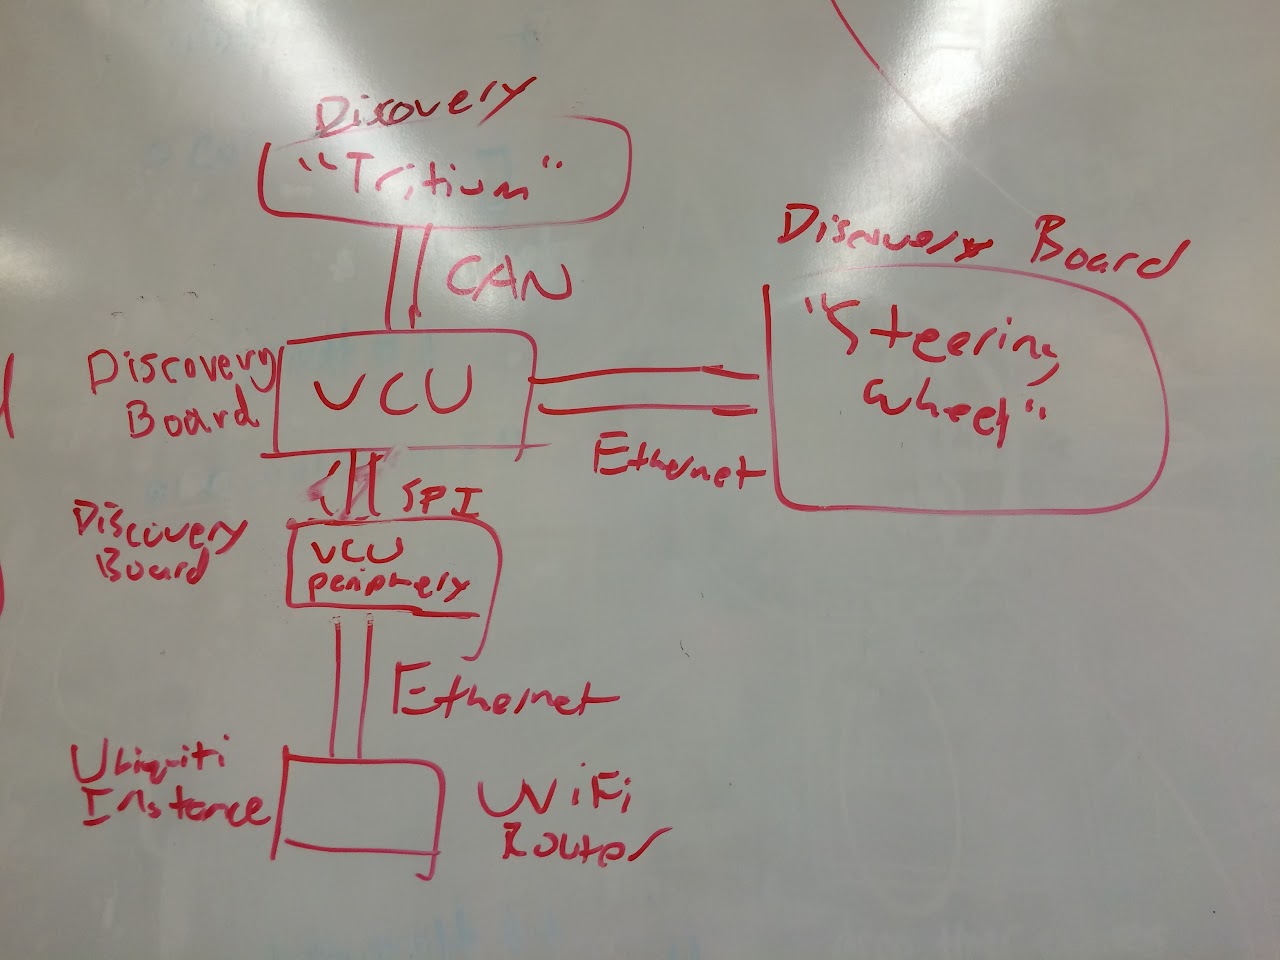 Discovery
"Tritium"
CAN
Discovery Board
"Steering
Wheel"
Discovery
Board
VCU
Ethernet
SPI
Discovery
Board
VCU
periphery
Ethernet
Ubiquiti
Instance
WiFi
Router